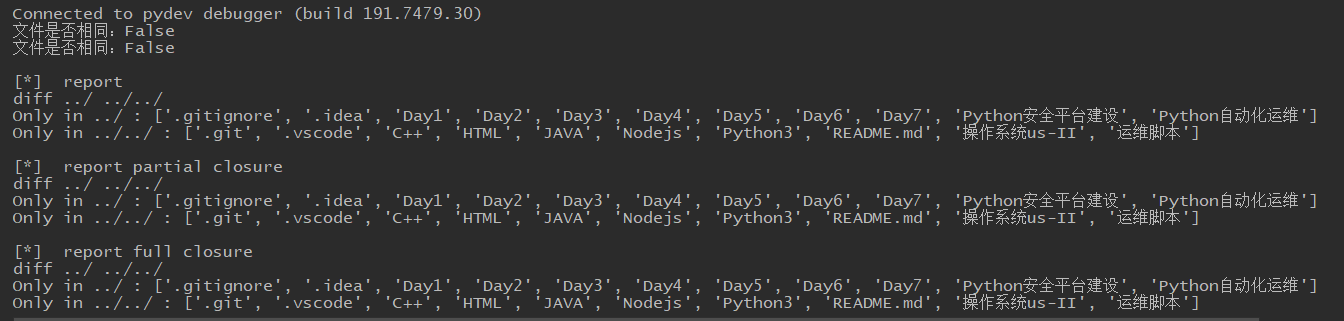 Connected to pydev debugger (build 191.7479.30)
文件是否相同：False
文件是否相同：False
[*]  report
diff ../ ../../
Only in ../ : ['.gitignore', '.idea', 'Day1', 'Day2', 'Day3', 'Day4', 'Day5', 'Day6', 'Day7', 'Python安全平台建设', 'Python自动化运维']
Only in ../../ : ['.git', '.vscode', 'C++', 'HTML', 'JAVA', 'Nodejs', 'Python3', 'README.md', '操作系统us-II', '运维脚本']
[*]  report partial closure
diff ../ ../../
Only in ../ : ['.gitignore', '.idea', 'Day1', 'Day2', 'Day3', 'Day4', 'Day5', 'Day6', 'Day7', 'Python安全平台建设', 'Python自动化运维']
Only in ../../ : ['.git', '.vscode', 'C++', 'HTML', 'JAVA', 'Nodejs', 'Python3', 'README.md', '操作系统us-II', '运维脚本']
[*]  report full closure
diff ../ ../../
Only in ../ : ['.gitignore', '.idea', 'Day1', 'Day2', 'Day3', 'Day4', 'Day5', 'Day6', 'Day7', 'Python安全平台建设', 'Python自动化运维']
Only in ../../ : ['.git', '.vscode', 'C++', 'HTML', 'JAVA', 'Nodejs', 'Python3', 'README.md', '操作系统us-II', '运维脚本']